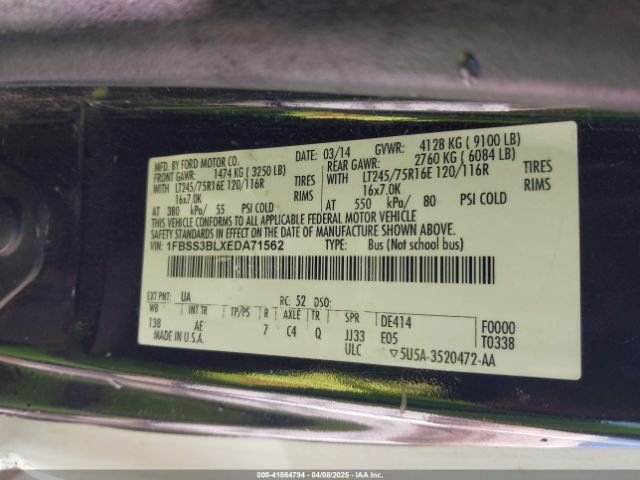 MFG. BY FORD MOTOR CO.
DATE: 03/14 GVWR: 4128 KG ( 9100 LB)
FRONT GAWR: 1474 KG ( 3250 LB) REAR GAWR: 2760 KG ( 6084 LB)
WITH LT245/75R16E 120/116R TIRES WITH LT245/75R16E 120/116R TIRES
16x7.0K RIMS 16x7.0K RIMS
AT 380 kPa/ 55 PSI COLD AT 550 kPa/ 80 PSI COLD
THIS VEHICLE CONFORMS TO ALL APPLICABLE FEDERAL MOTOR VEHICLE
SAFETY STANDARDS IN EFFECT ON THE DATE OF MANUFACTURE SHOWN ABOVE.
VIN: 1FBSS3BLXEDA71562 TYPE: Bus (Not school bus)
EXT PNT: UA RC: 52 DSO:
WB INT TR TP/PS R AXLE TR SPR DE414 F0000
138 AE 7 C4 Q JJ33 E05 T0338
MADE IN U.S.A. ULC ▽5U5A-3520472-AA
000-41864794 04/08/2025 IAAI.com